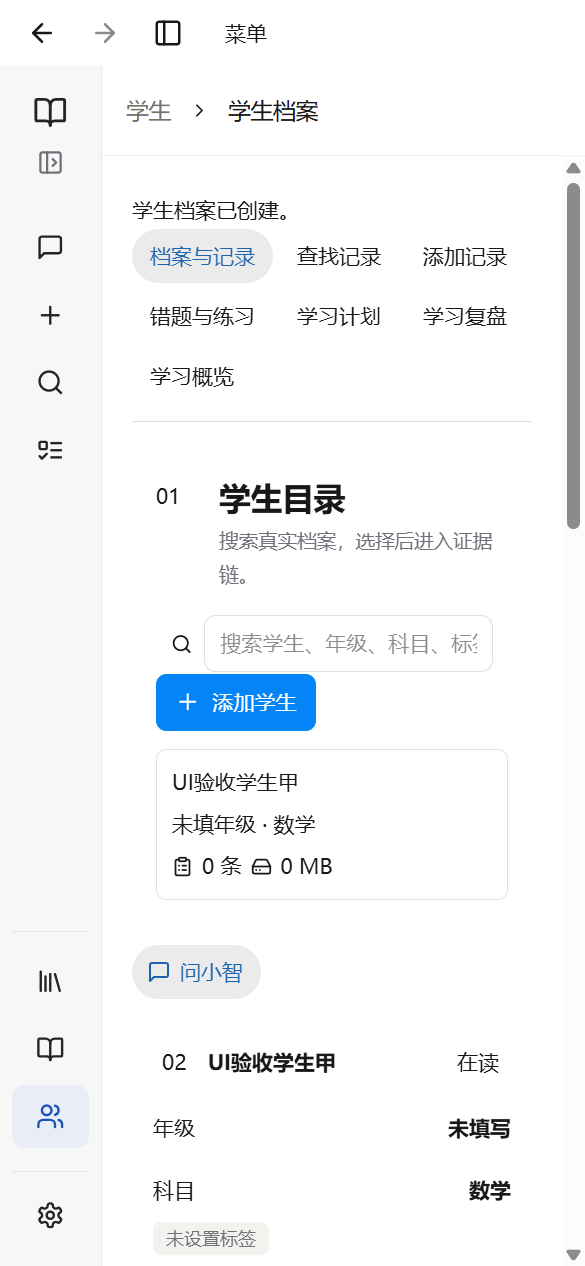 菜单
学生 > 学生档案
学生档案已创建。
档案与记录 查找记录 添加记录
错题与练习 学习计划 学习复盘
学习概览
01 学生目录
搜索真实档案，选择后进入证据
链。
搜索学生、年级、科目、标
+ 添加学生
UI验收学生甲
未填年级 · 数学
0 条 0 MB
问小智
02 UI验收学生甲 在读
年级 未填写
科目 数学
未设置标签